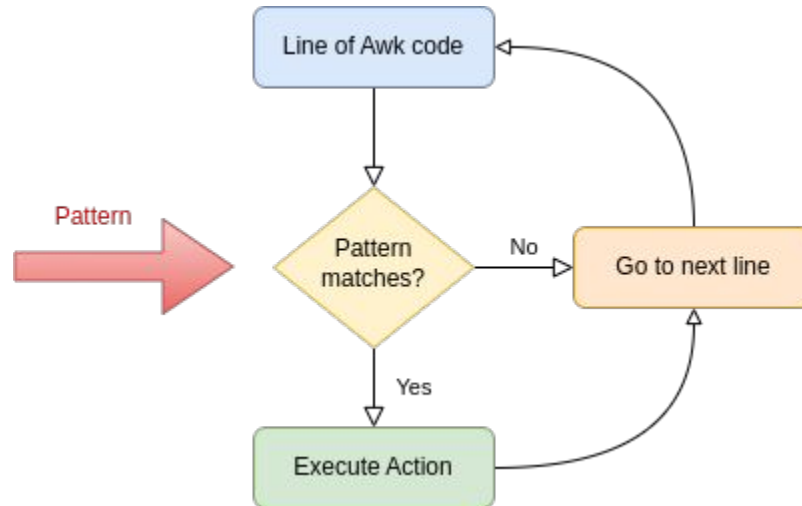 Line of Awk code
Pattern
Pattern
matches?
No
Go to next line
Yes
Execute Action